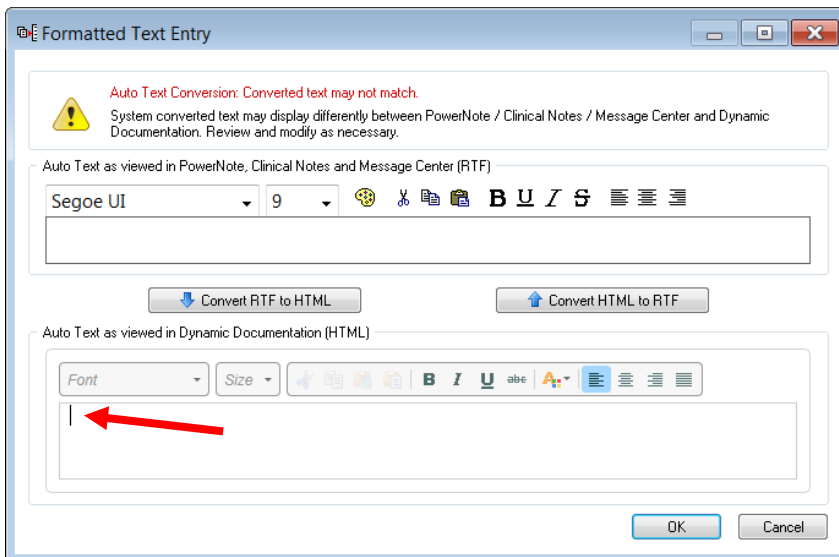 Formatted Text Entry
Auto Text Conversion: Converted text may not match.
System converted text may display differently between PowerNote / Clinical Notes / Message Center and Dynamic
Documentation. Review and modify as necessary.
Auto Text as viewed in PowerNote, Clinical Notes and Message Center (RTF)
Segoe UI 9 B U I S
Convert RTF to HTML Convert HTML to RTF
Auto Text as viewed in Dynamic Documentation (HTML)
Font Size B I U abc A
OK Cancel